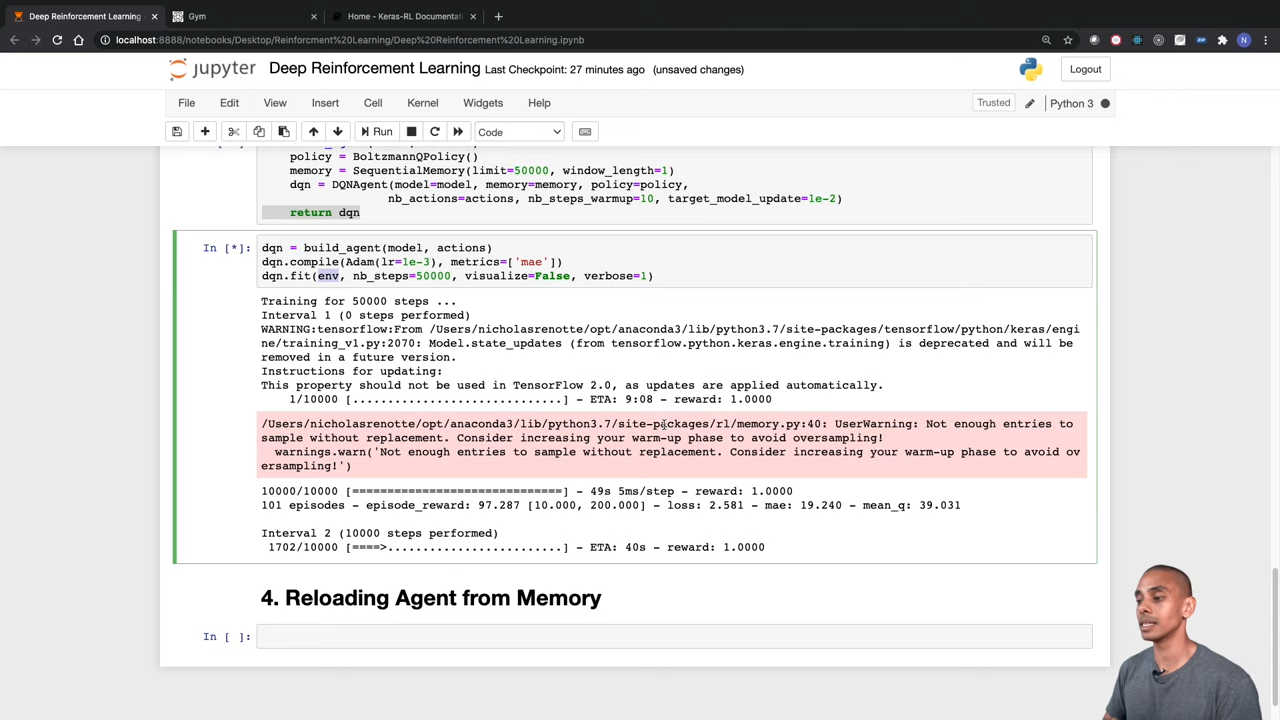 Deep Reinforcement Learning
Gym
Home - Keras-RL Documentat
localhost:8888/notebooks/Desktop/Reinforcment%20Learning/Deep%20Reinforcement%20Learning.ipynb
N
jupyter
Deep Reinforcement Learning Last Checkpoint: 27 minutes ago (unsaved changes)
Logout
File Edit View Insert Cell Kernel Widgets Help
Trusted
Python 3
Run
Code
policy = BoltzmannQPolicy()
memory = SequentialMemory(limit=50000, window_length=1)
dqn = DQNAgent(model=model, memory=memory, policy=policy,
nb_actions=actions, nb_steps_warmup=10, target_model_update=1e-2)
return dqn
In [*]: dqn = build_agent(model, actions)
dqn.compile(Adam(lr=1e-3), metrics=['mae'])
dqn.fit(env, nb_steps=50000, visualize=False, verbose=1)
Training for 50000 steps ...
Interval 1 (0 steps performed)
WARNING:tensorflow:From /Users/nicholasrenotte/opt/anaconda3/lib/python3.7/site-packages/tensorflow/python/keras/engi
ne/training_v1.py:2070: Model.state_updates (from tensorflow.python.keras.engine.training) is deprecated and will be
removed in a future version.
Instructions for updating:
This property should not be used in TensorFlow 2.0, as updates are applied automatically.
1/10000 [..............................] - ETA: 9:08 - reward: 1.0000
/Users/nicholasrenotte/opt/anaconda3/lib/python3.7/site-packages/rl/memory.py:40: UserWarning: Not enough entries to
sample without replacement. Consider increasing your warm-up phase to avoid oversampling!
warnings.warn('Not enough entries to sample without replacement. Consider increasing your warm-up phase to avoid ov
ersampling!')
10000/10000 [==============================] - 49s 5ms/step - reward: 1.0000
101 episodes - episode_reward: 97.287 [10.000, 200.000] - loss: 2.581 - mae: 19.240 - mean_q: 39.031
Interval 2 (10000 steps performed)
1702/10000 [====>.........................] - ETA: 40s - reward: 1.0000
4. Reloading Agent from Memory
In [ ]: